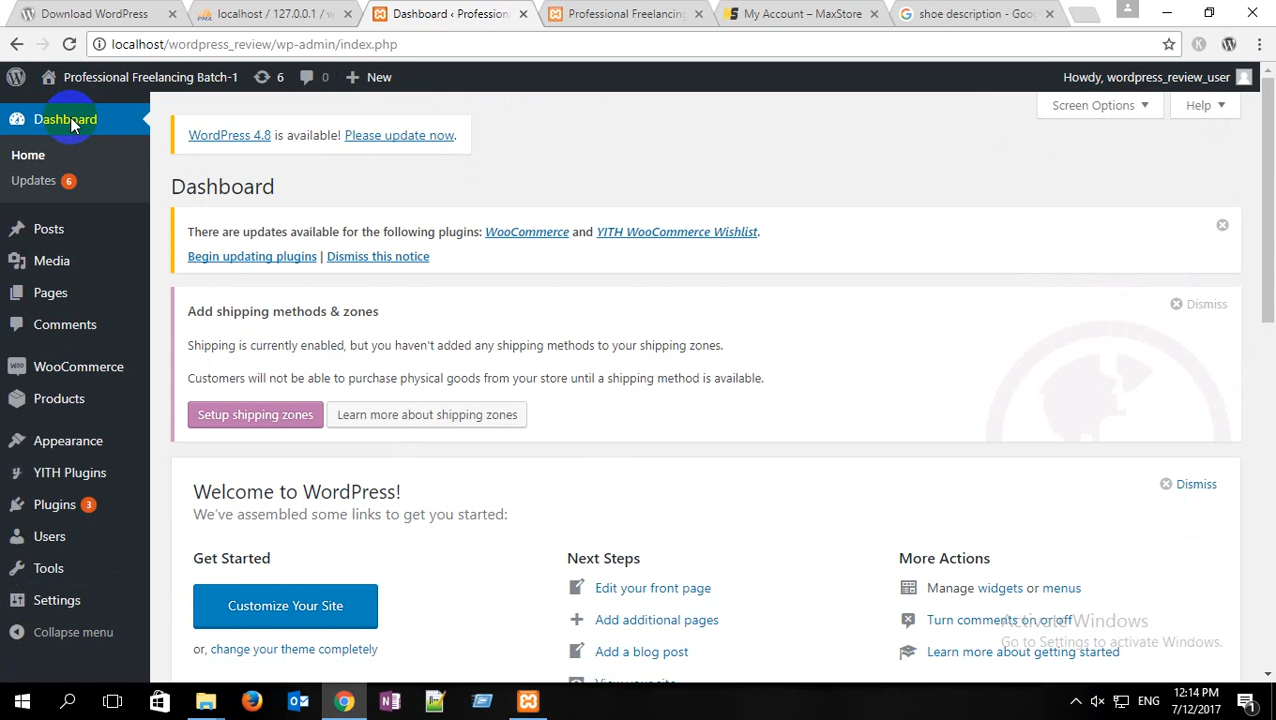 Download WordPress
localhost / 127.0.0.1 / w
Dashboard ‹ Profession
Professional Freelancing
My Account – MaxStore
shoe description - Goog
localhost/wordpress_review/wp-admin/index.php
Professional Freelancing Batch-1
6
0
New
Howdy, wordpress_review_user
Dashboard
Home
Updates 6
Posts
Media
Pages
Comments
WooCommerce
Products
Appearance
YITH Plugins
Plugins 3
Users
Tools
Settings
Collapse menu
Screen Options
Help
WordPress 4.8 is available! Please update now.
Dashboard
There are updates available for the following plugins: WooCommerce and YITH WooCommerce Wishlist.
Begin updating plugins | Dismiss this notice
Add shipping methods & zones
Dismiss
Shipping is currently enabled, but you haven't added any shipping methods to your shipping zones.
Customers will not be able to purchase physical goods from your store until a shipping method is available.
Setup shipping zones
Learn more about shipping zones
Welcome to WordPress!
Dismiss
We've assembled some links to get you started:
Get Started
Customize Your Site
or, change your theme completely
Next Steps
Edit your front page
Add additional pages
Add a blog post
View your site
More Actions
Manage widgets or menus
Turn comments on or off
Learn more about getting started
Activate Windows
Go to Settings to activate Windows.
ENG
12:14 PM
7/12/2017
1